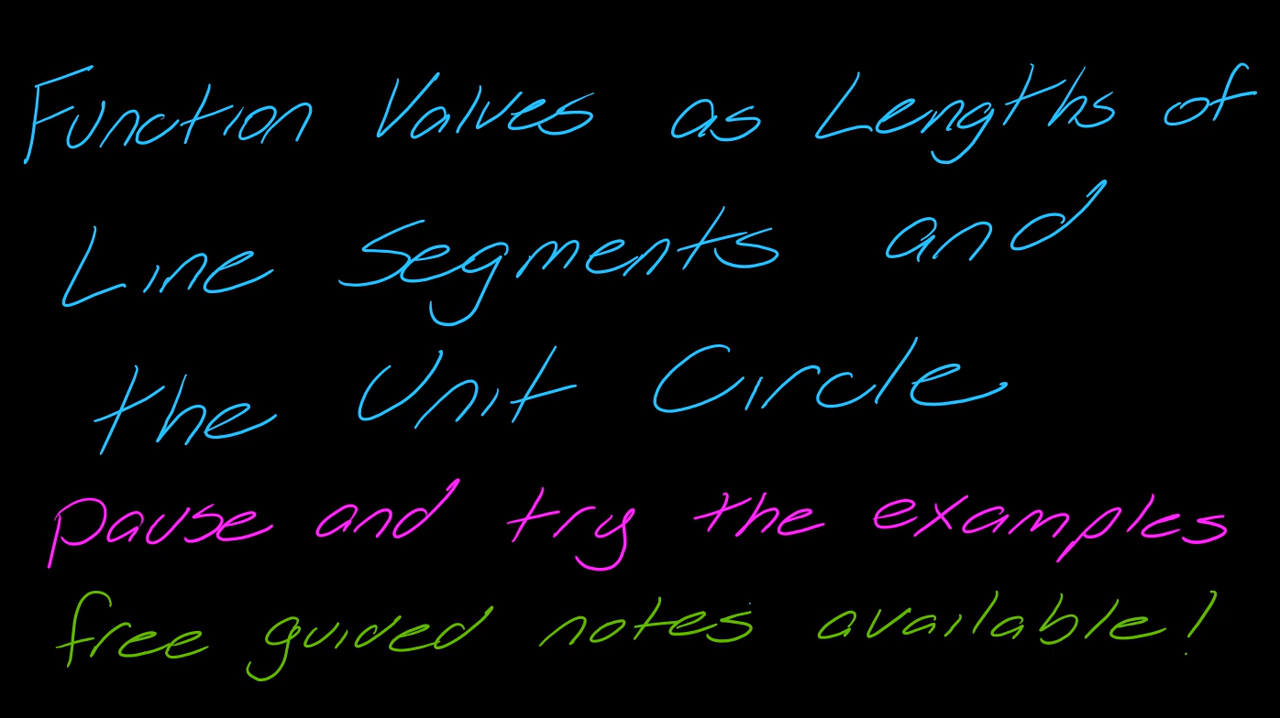 Function Values as Lengths of
Line Segments and
the Unit Circle
pause and try the examples
free guided notes available!